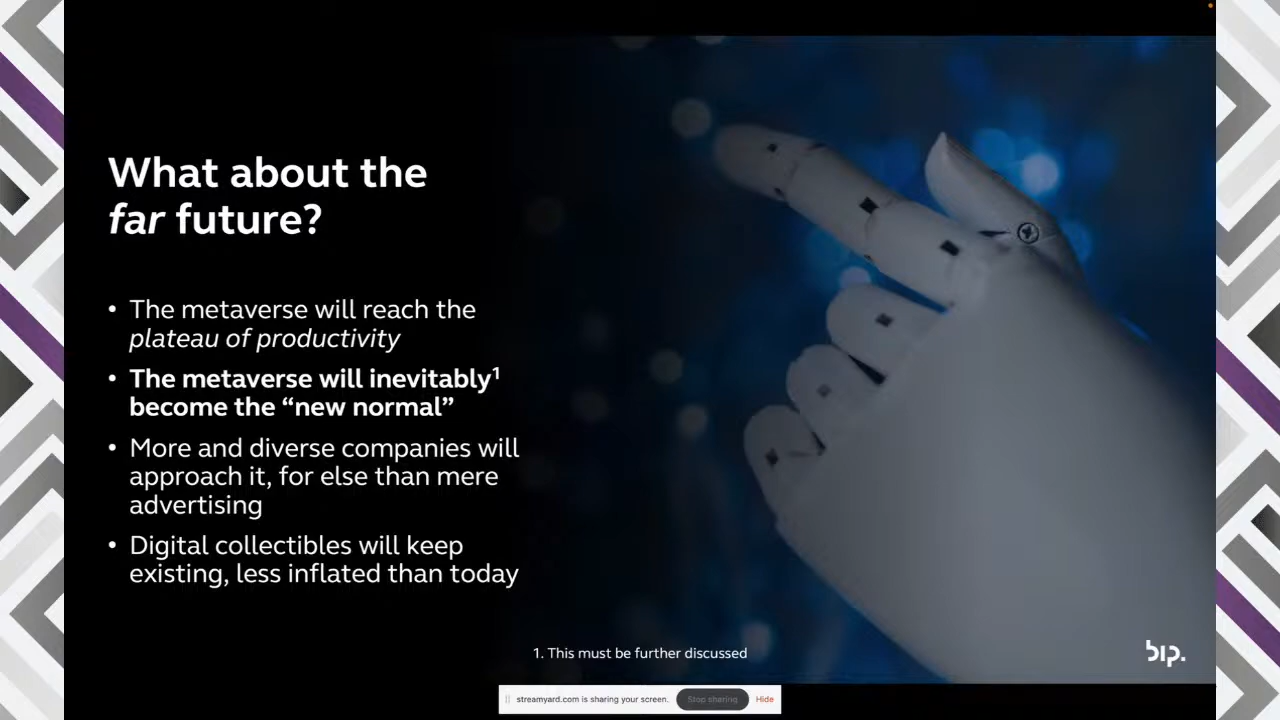 What about the
far future?
• The metaverse will reach the
plateau of productivity
• The metaverse will inevitably¹
become the “new normal”
• More and diverse companies will
approach it, for else than mere
advertising
• Digital collectibles will keep
existing, less inflated than today
1. This must be further discussed
bip.
streamyard.com is sharing your screen. Stop sharing Hide